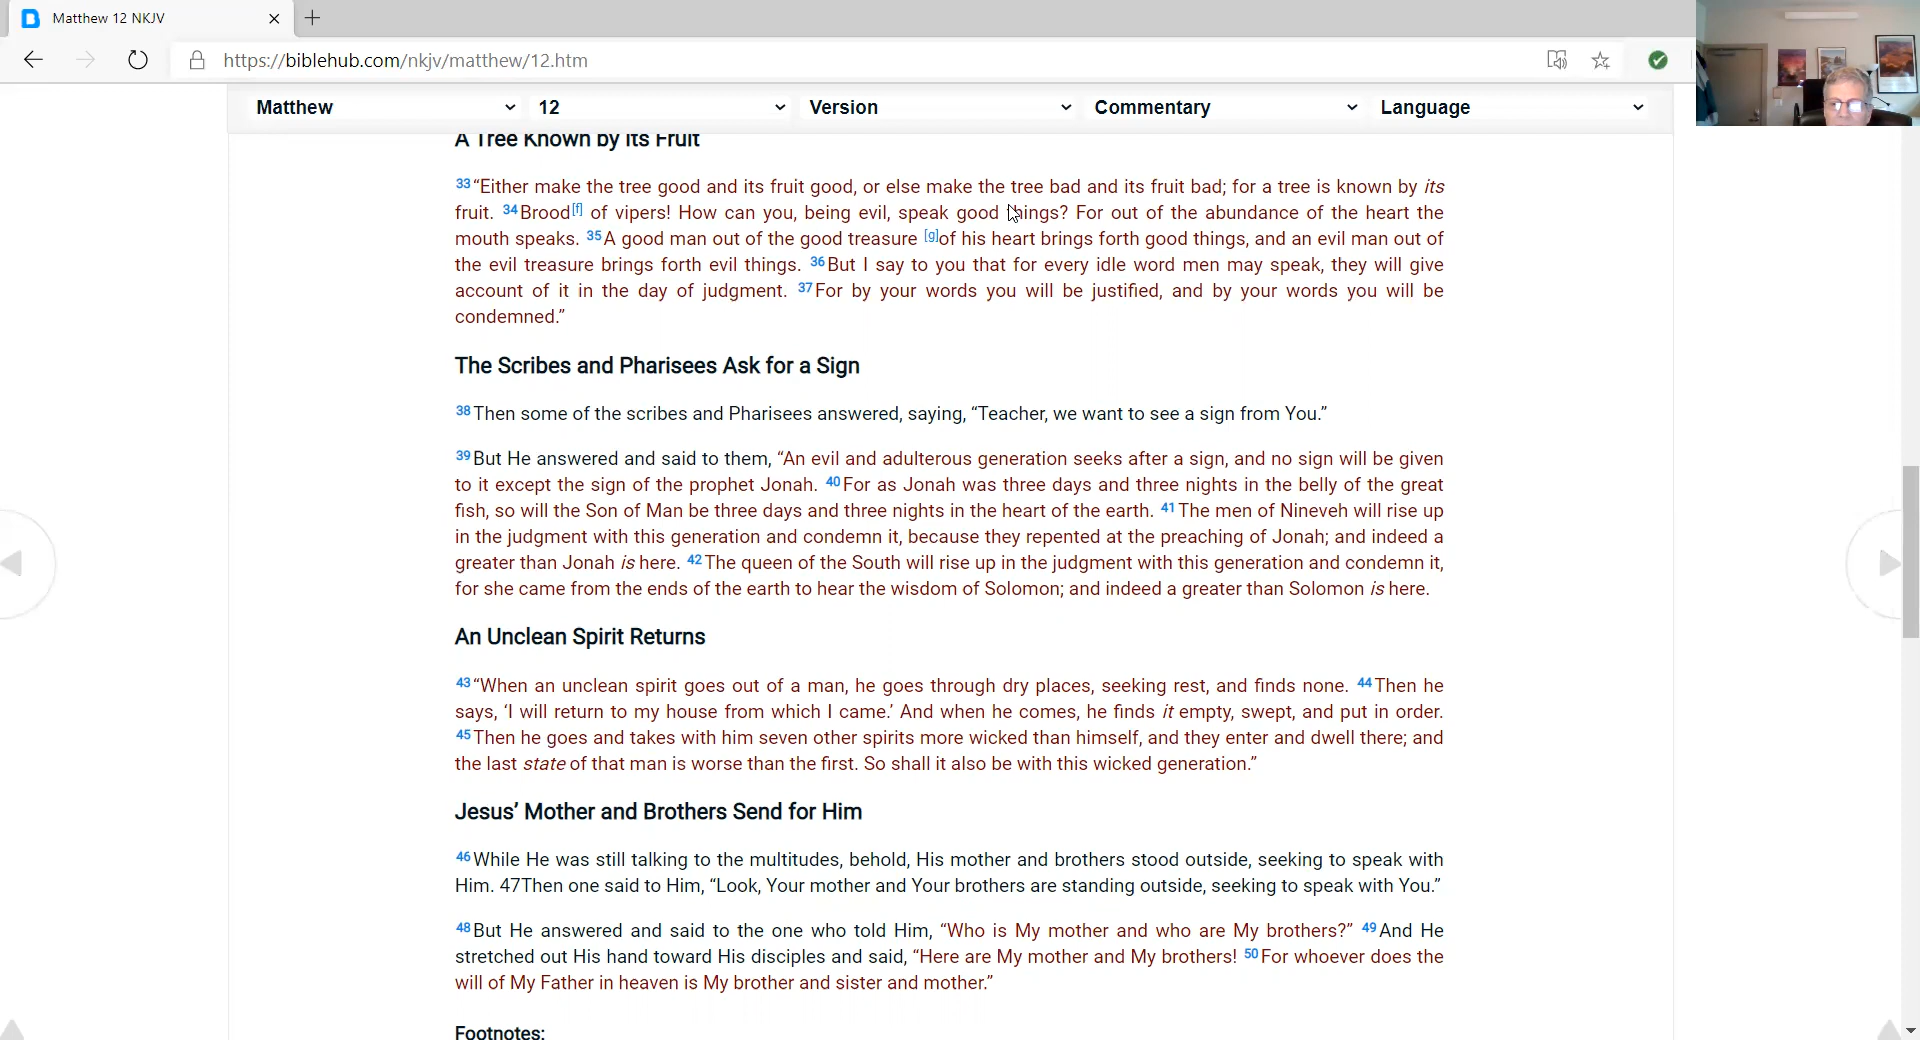 Matthew 12 NKJV
https://biblehub.com/nkjv/matthew/12.htm
Matthew 12 Version Commentary Language
A Tree Known by Its Fruit
33 “Either make the tree good and its fruit good, or else make the tree bad and its fruit bad; for a tree is known by its
fruit. 34 Brood[f] of vipers! How can you, being evil, speak good things? For out of the abundance of the heart the
mouth speaks. 35 A good man out of the good treasure [g]of his heart brings forth good things, and an evil man out of
the evil treasure brings forth evil things. 36 But I say to you that for every idle word men may speak, they will give
account of it in the day of judgment. 37 For by your words you will be justified, and by your words you will be
condemned.”
The Scribes and Pharisees Ask for a Sign
38 Then some of the scribes and Pharisees answered, saying, “Teacher, we want to see a sign from You.”
39 But He answered and said to them, “An evil and adulterous generation seeks after a sign, and no sign will be given
to it except the sign of the prophet Jonah. 40 For as Jonah was three days and three nights in the belly of the great
fish, so will the Son of Man be three days and three nights in the heart of the earth. 41 The men of Nineveh will rise up
in the judgment with this generation and condemn it, because they repented at the preaching of Jonah; and indeed a
greater than Jonah is here. 42 The queen of the South will rise up in the judgment with this generation and condemn it,
for she came from the ends of the earth to hear the wisdom of Solomon; and indeed a greater than Solomon is here.
An Unclean Spirit Returns
43 “When an unclean spirit goes out of a man, he goes through dry places, seeking rest, and finds none. 44 Then he
says, ‘I will return to my house from which I came.’ And when he comes, he finds it empty, swept, and put in order.
45 Then he goes and takes with him seven other spirits more wicked than himself, and they enter and dwell there; and
the last state of that man is worse than the first. So shall it also be with this wicked generation.”
Jesus’ Mother and Brothers Send for Him
46 While He was still talking to the multitudes, behold, His mother and brothers stood outside, seeking to speak with
Him. 47Then one said to Him, “Look, Your mother and Your brothers are standing outside, seeking to speak with You.”
48 But He answered and said to the one who told Him, “Who is My mother and who are My brothers?” 49 And He
stretched out His hand toward His disciples and said, “Here are My mother and My brothers! 50 For whoever does the
will of My Father in heaven is My brother and sister and mother.”
Footnotes: